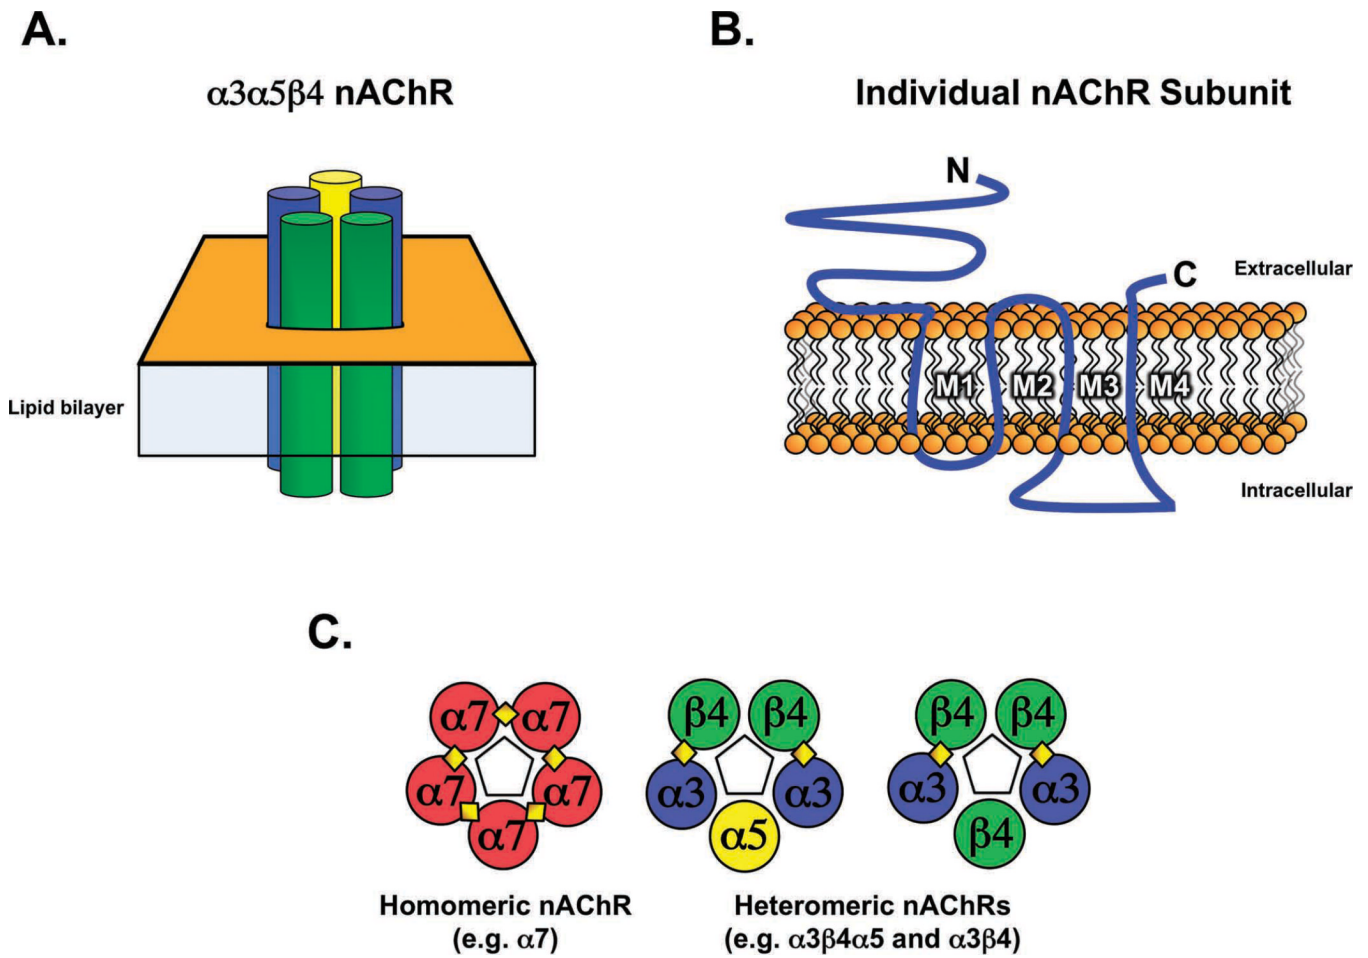 A.
α3α5β4 nAChR
Lipid bilayer
B.
Individual nAChR Subunit
N
C
Extracellular
M1 M2 M3 M4
Intracellular
C.
α7 α7
α7 α7
α7
β4 β4
α3 α3
α5
β4 β4
α3 α3
β4
Homomeric nAChR
(e.g. α7)
Heteromeric nAChRs
(e.g. α3β4α5 and α3β4)